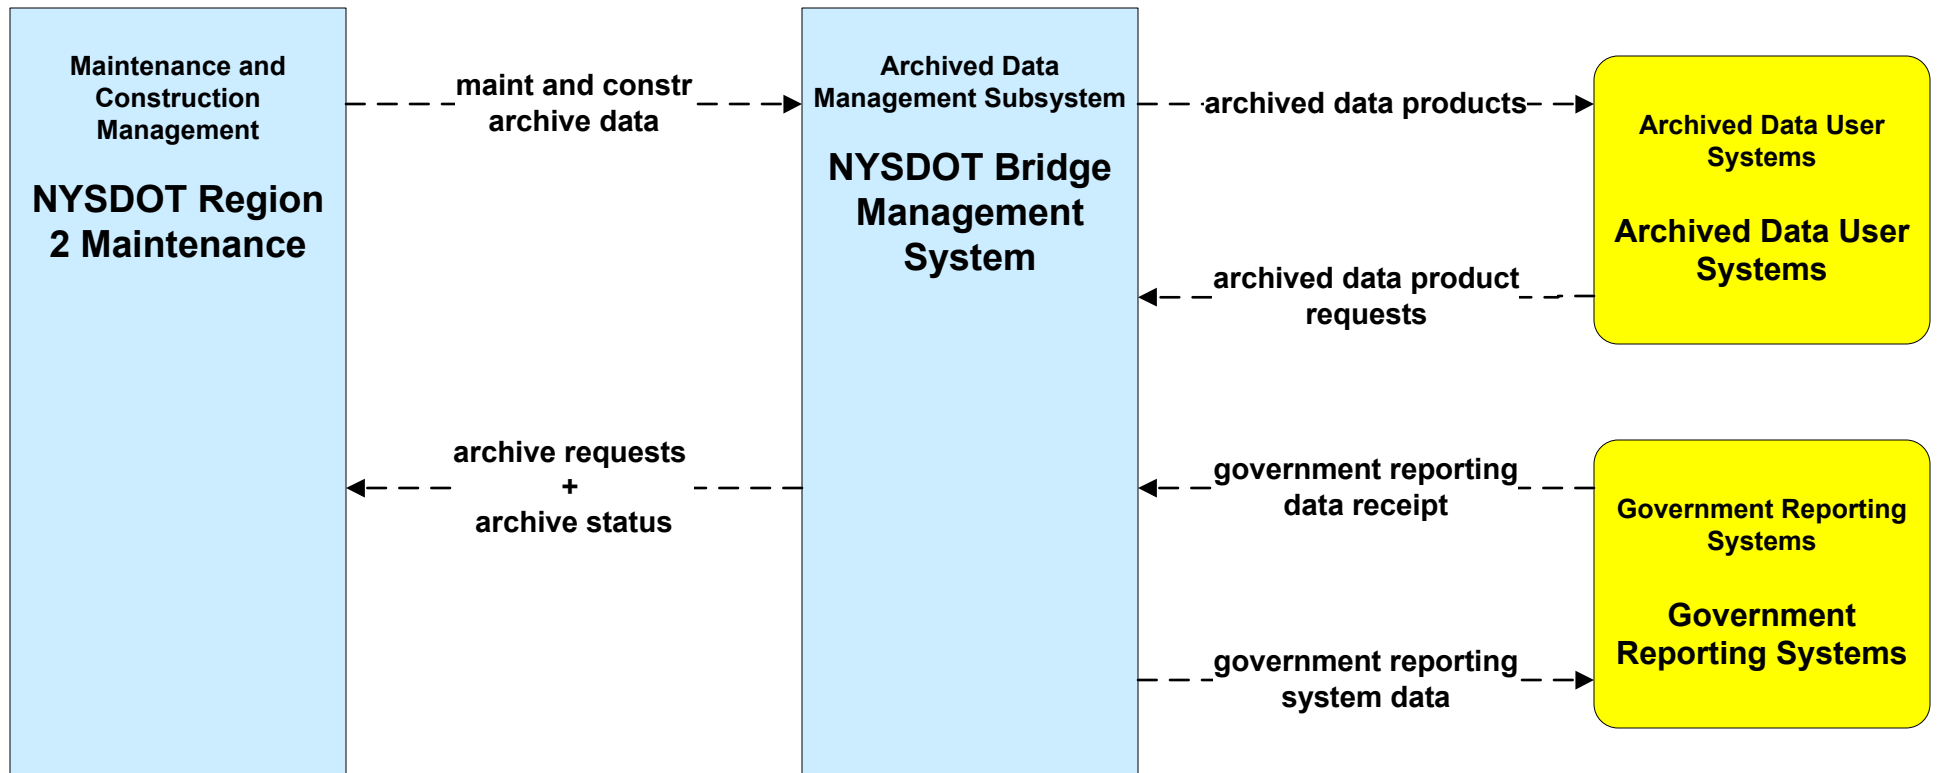 Maintenance and
Construction
Management
NYSDOT Region
2 Maintenance
maint and constr
archive data
archive requests
+
archive status
Archived Data
Management Subsystem
NYSDOT Bridge
Management
System
archived data products
archived data product
requests
government reporting
data receipt
government reporting
system data
Archived Data User
Systems
Archived Data User
Systems
Government Reporting
Systems
Government
Reporting Systems